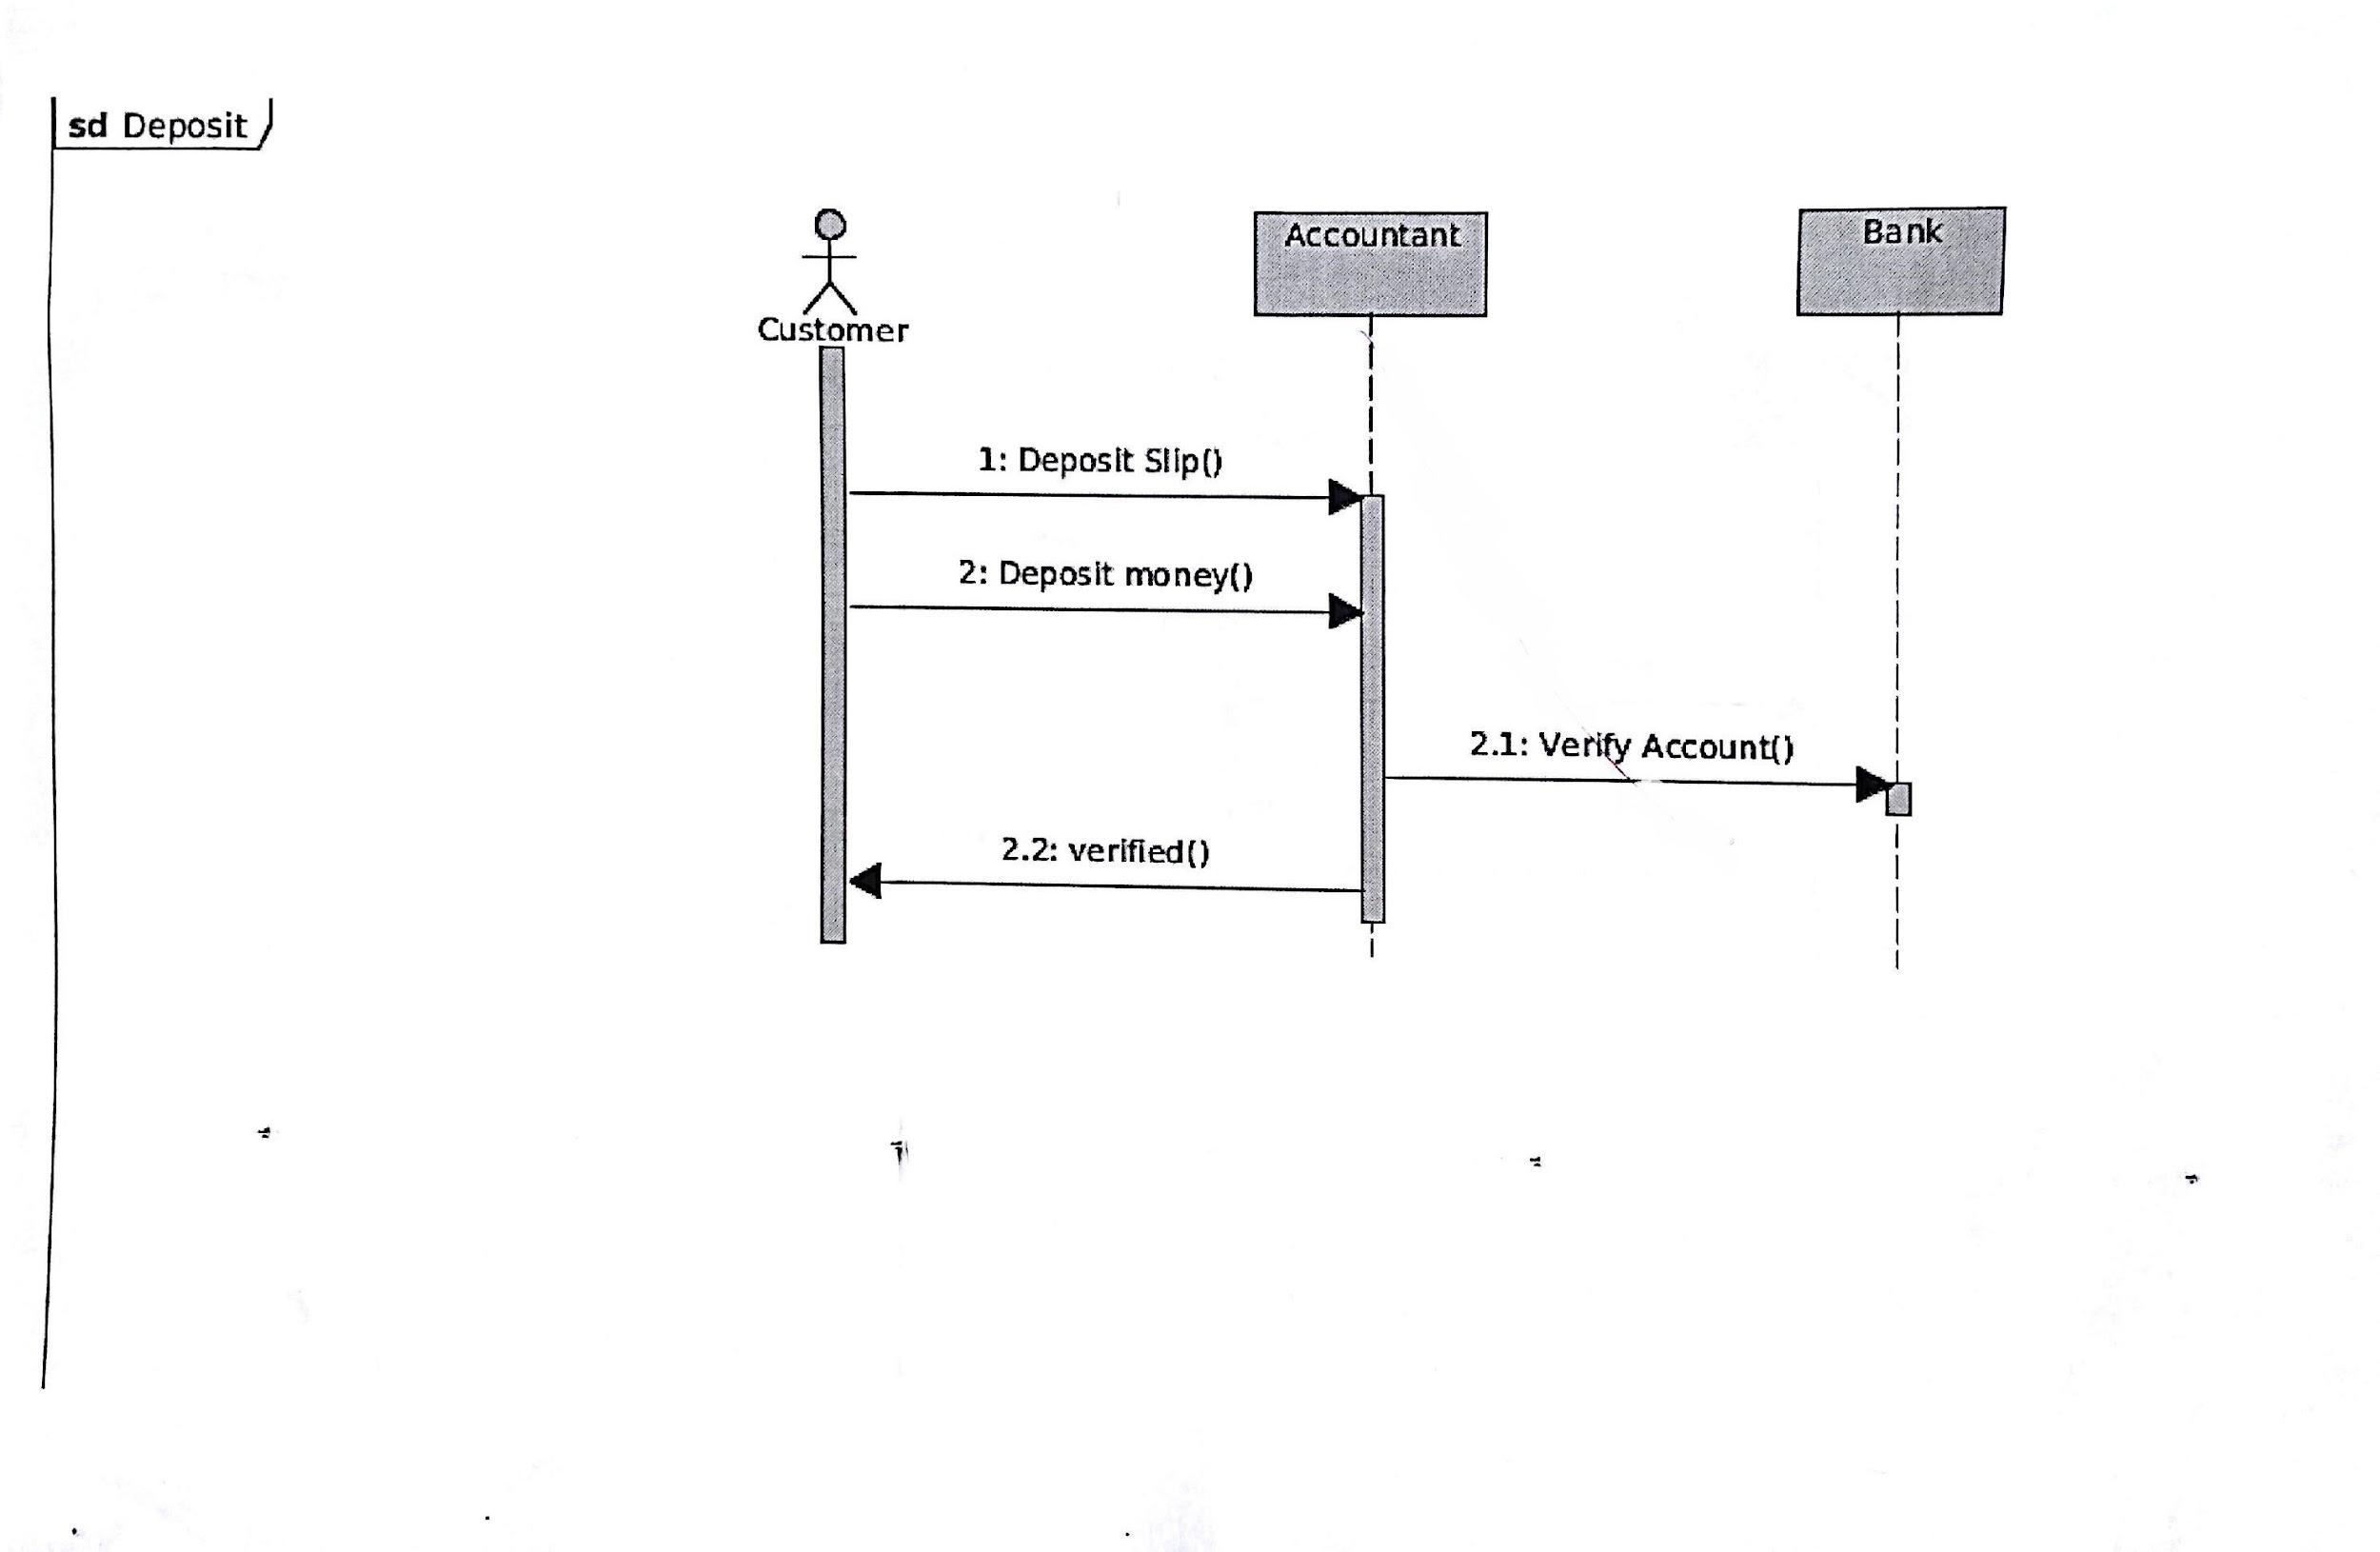 sd Deposit
Customer
Accountant
Bank
1: Deposit Slip()
2: Deposit money()
2.1: Verify Account()
2.2: verified()